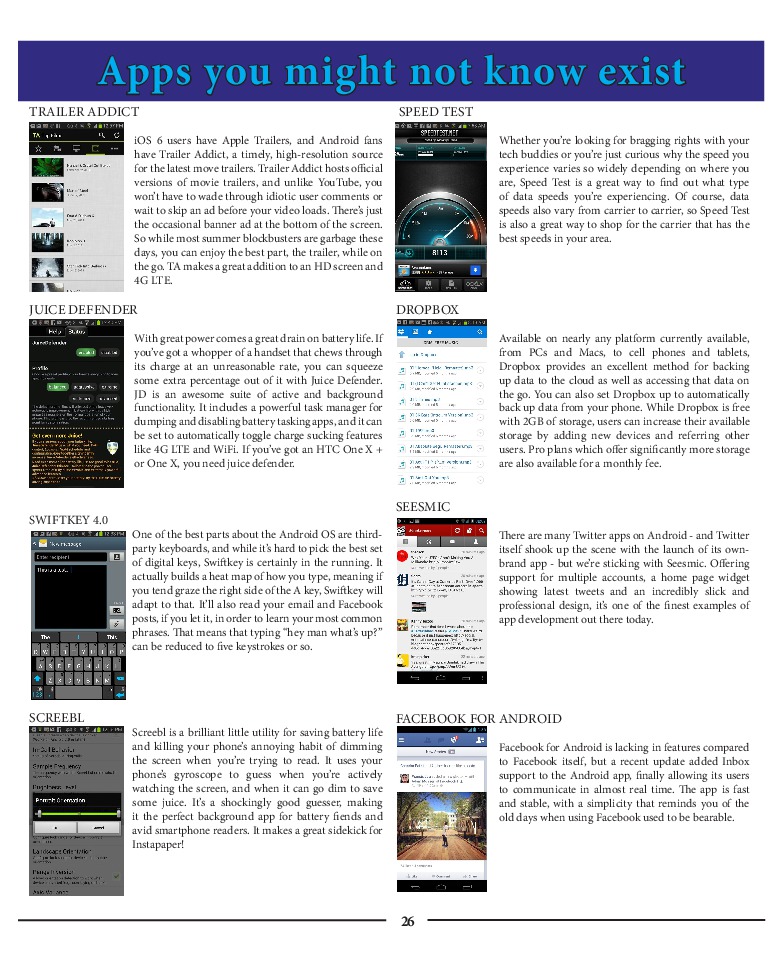 Apps you might not know exist
TRAILER ADDICT
iOS 6 users have Apple Trailers, and Android fans
have Trailer Addict, a timely, high-resolution source
for the latest move trailers. Trailer Addict hosts official
versions of movie trailers, and unlike YouTube, you
won't have to wade through idiotic user comments or
wait to skip an ad before your video loads. There's just
the occasional banner ad at the bottom of the screen.
So while most summer blockbusters are garbage these
days, you can enjoy the best part, the trailer, while on
the go. TA makes a great addition to an HD screen and
4G LTE.
JUICE DEFENDER
Help Status
JuiceDefender
Profile
Get even more juice!
With great power comes a great drain on battery life. If
you've got a whopper of a handset that chews through
its charge at an unreasonable rate, you can squeeze
some extra percentage out of it with Juice Defender.
JD is an awesome suite of active and background
functionality. It includes a powerful task manager for
dumping and disabling battery tasking apps, and it can
be set to automatically toggle charge sucking features
like 4G LTE and WiFi. If you've got an HTC One X +
or One X, you need juice defender.
SWIFTKEY 4.0
New message
Enter recipient
This is a test.
The I This
One of the best parts about the Android OS are third-
party keyboards, and while it's hard to pick the best set
of digital keys, Swiftkey is certainly in the running. It
actually builds a heat map of how you type, meaning if
you tend graze the right side of the A key, Swiftkey will
adapt to that. It'll also read your email and Facebook
posts, if you let it, in order to learn your most common
phrases. That means that typing "hey man what's up?"
can be reduced to five keystrokes or so.
SCREEBL
Sample Frequency
Brightness Level
Portrait Orientation
Landscape Orientation
Screebl is a brilliant little utility for saving battery life
and killing your phone's annoying habit of dimming
the screen when you're trying to read. It uses your
phone's gyroscope to guess when you're actively
watching the screen, and when it can go dim to save
some juice. It's a shockingly good guesser, making
it the perfect background app for battery fiends and
avid smartphone readers. It makes a great sidekick for
Instapaper!
SPEED TEST
SPEEDTEST.NET
8113
Whether you're looking for bragging rights with your
tech buddies or you're just curious why the speed you
experience varies so widely depending on where you
are, Speed Test is a great way to find out what type
of data speeds you're experiencing. Of course, data
speeds also vary from carrier to carrier, so Speed Test
is also a great way to shop for the carrier that has the
best speeds in your area.
DROPBOX
Available on nearly any platform currently available,
from PCs and Macs, to cell phones and tablets,
Dropbox provides an excellent method for backing
up data to the cloud as well as accessing that data on
the go. You can also set Dropbox up to automatically
back up data from your phone. While Dropbox is free
with 2GB of storage, users can increase their available
storage by adding new devices and referring other
users. Pro plans which offer significantly more storage
are also available for a monthly fee.
SEESMIC
There are many Twitter apps on Android - and Twitter
itself shook up the scene with the launch of its own-
brand app - but we're sticking with Seesmic. Offering
support for multiple accounts, a home page widget
showing latest tweets and an incredibly slick and
professional design, it's one of the finest examples of
app development out there today.
FACEBOOK FOR ANDROID
Facebook for Android is lacking in features compared
to Facebook itself, but a recent update added Inbox
support to the Android app, finally allowing its users
to communicate in almost real time. The app is fast
and stable, with a simplicity that reminds you of the
old days when using Facebook used to be bearable.
26